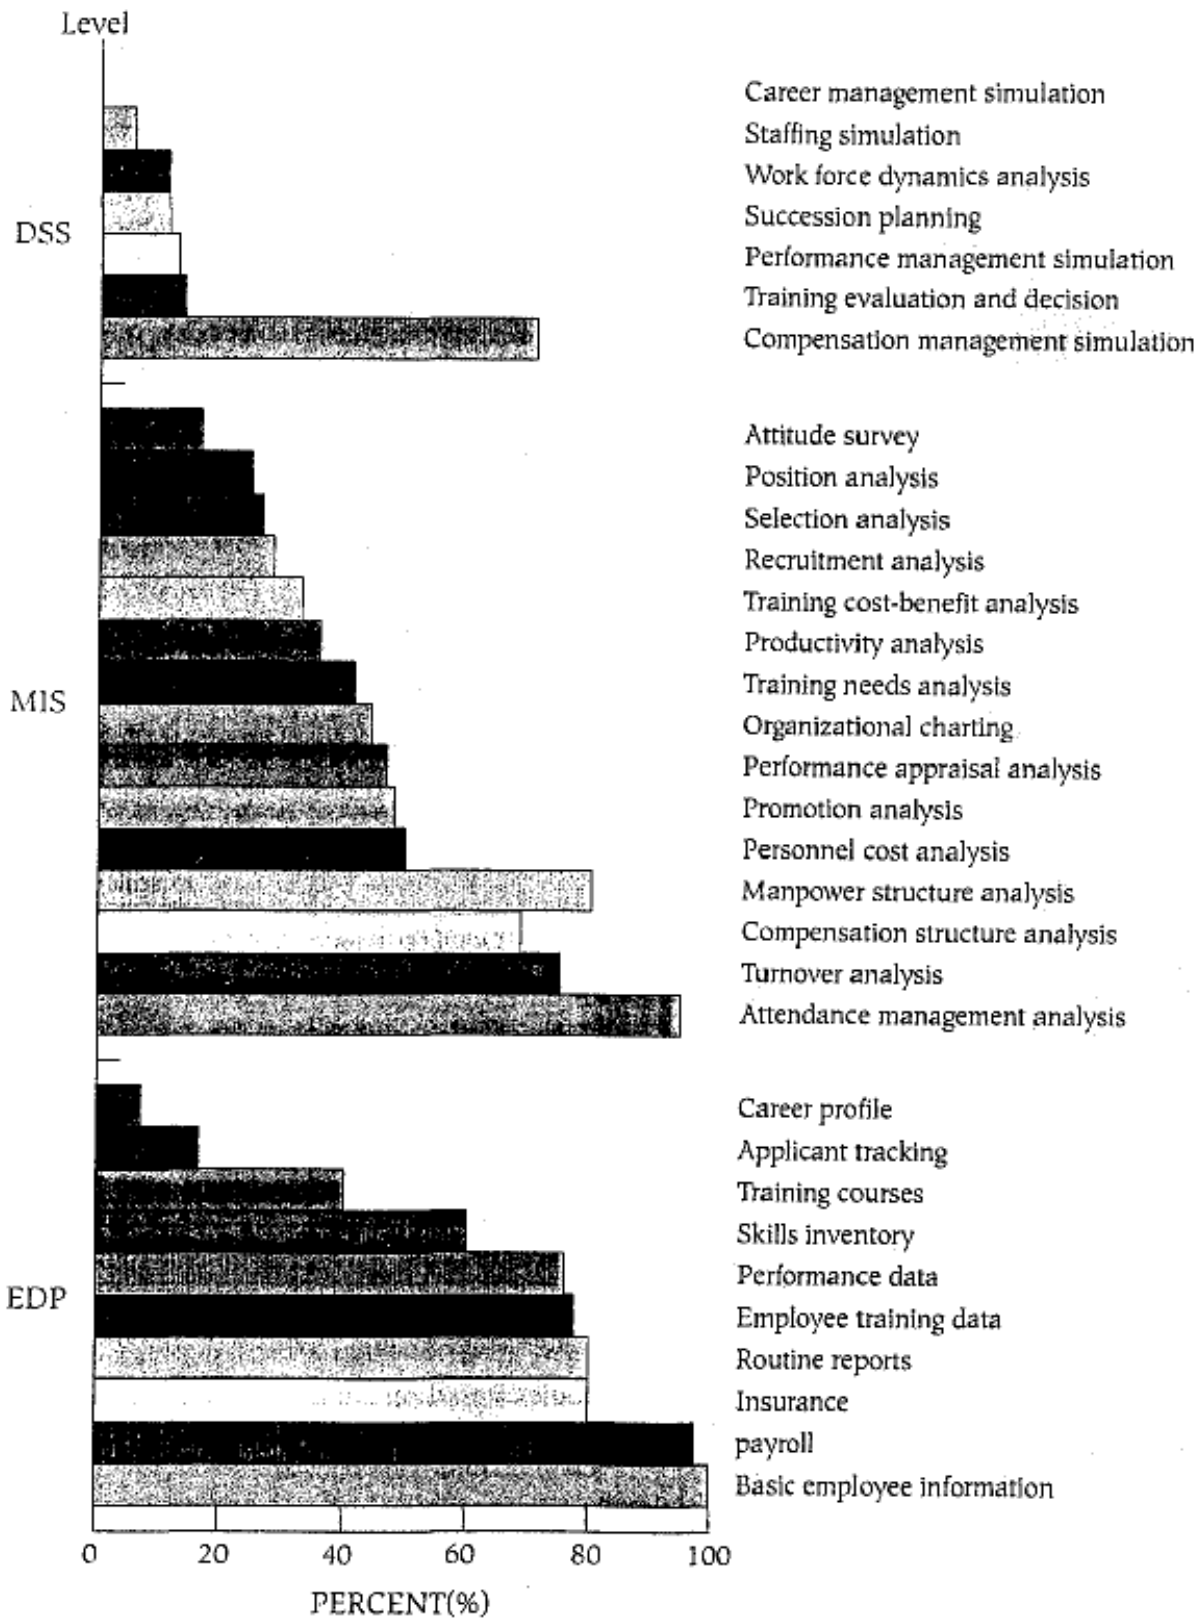 Level
Career management simulation
Staffing simulation
Work force dynamics analysis
Succession planning
DSS
Performance management simulation
Training evaluation and decision
Compensation management simulation
Attitude survey
Position analysis
Selection analysis
Recruitment analysis
Training cost-benefit analysis
Productivity analysis
Training needs analysis
MIS
Organizational charting
Performance appraisal analysis
Promotion analysis
Personnel cost analysis
Manpower structure analysis
Compensation structure analysis
Turnover analysis
Attendance management analysis
Career profile
Applicant tracking
Training courses
Skills inventory
Performance data
EDP
Employee training data
Routine reports
Insurance
payroll
Basic employee information
0 20 40 60 80 100
PERCENT(%)